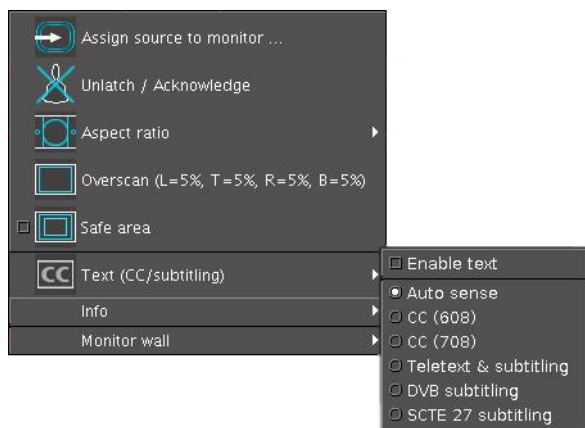 Assign source to monitor ...
Unlatch / Acknowledge
Aspect ratio
Overscan (L=5%, T=5%, R=5%, B=5%)
Safe area
CC Text (CC/subtitling)
Info
Monitor wall
Enable text
Auto sense
CC (608)
CC (708)
Teletext & subtitling
DVB subtitling
SCTE 27 subtitling